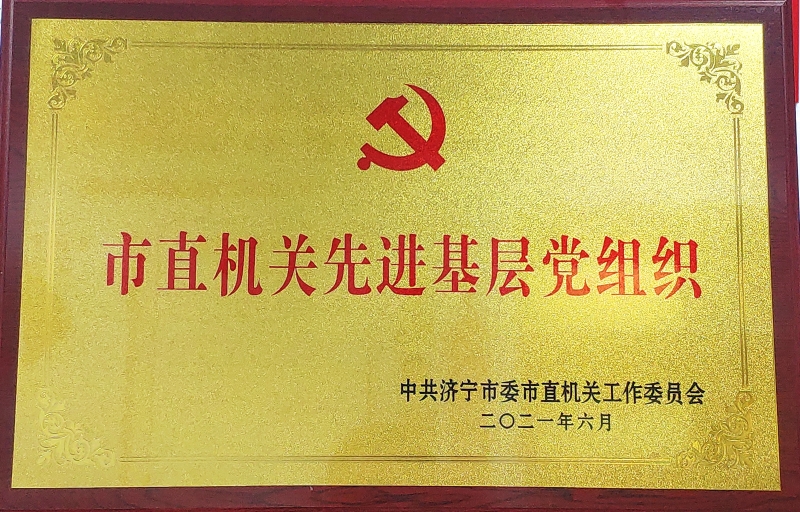 市直机关先进基层党组织
中共济宁市委市直机关工作委员会
二〇二一年六月